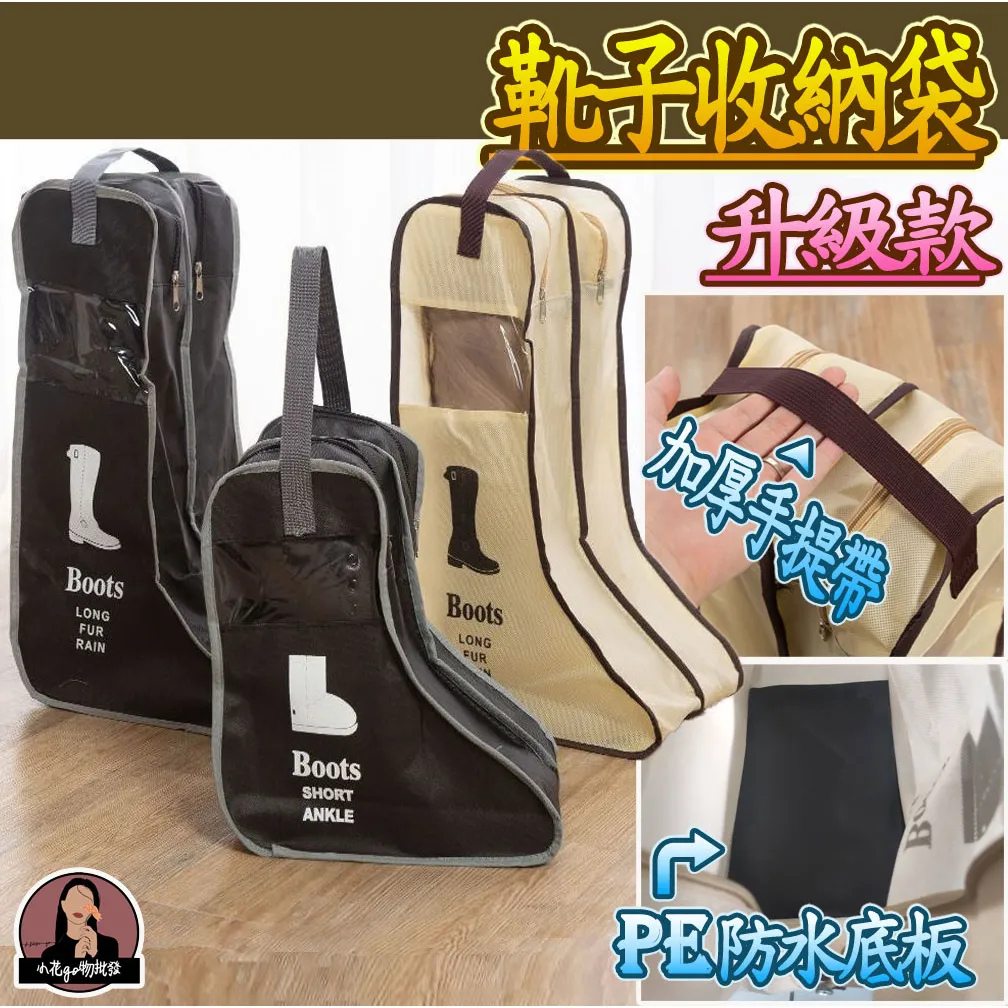 靴子收納袋
升級款
加厚手提帶
Boots
LONG
FUR
RAIN
Boots
LONG
FUR
Boots
SHORT
ANKLE
PE防水底板
小花go物批發